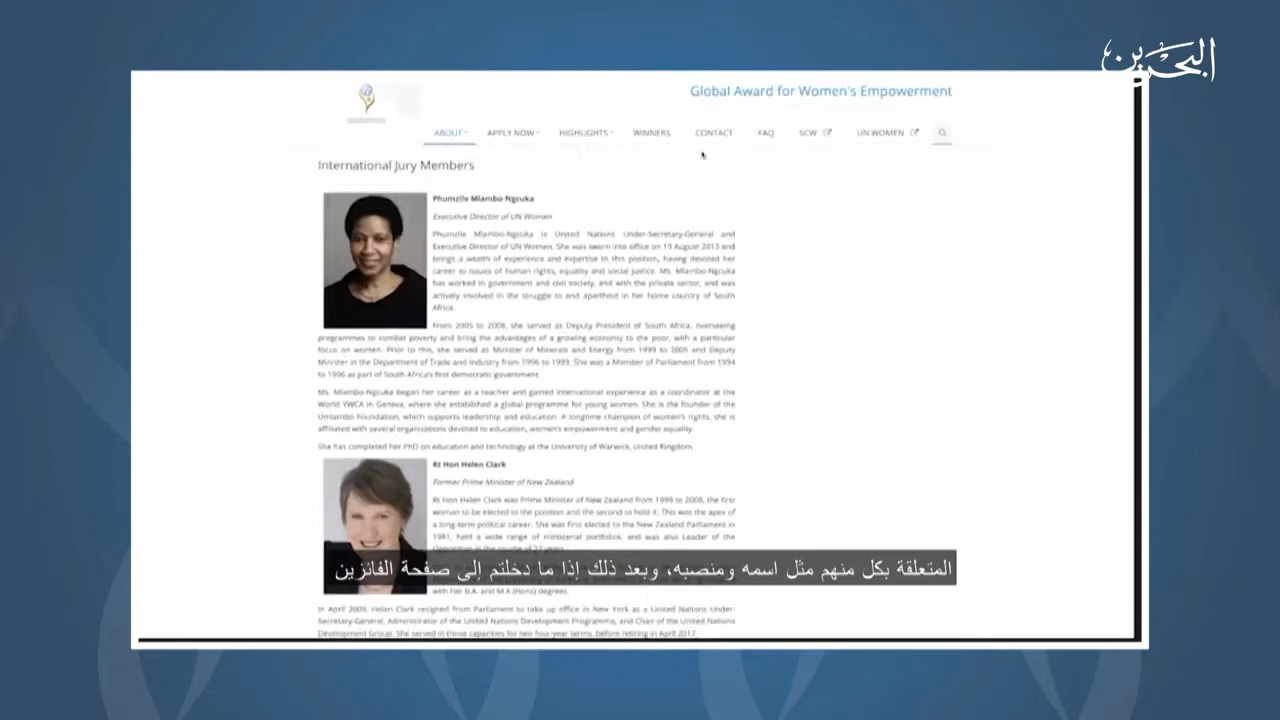 البحرين
Global Award for Women's Empowerment
ABOUT APPLY NOW HIGHLIGHTS WINNERS CONTACT FAQ SCW UN WOMEN
International Jury Members
Phumzile Mlambo Ngcuka
Executive Director of UN Women
Phumzile Mlambo-Ngcuka is United Nations Under-Secretary-General and
Executive Director of UN Women. She was sworn into office on 19 August 2013 and
brings a wealth of experience and expertise to this position, having devoted her
career to issues of human rights, equality and social justice. Ms. Mlambo-Ngcuka
has worked in government and civil society, and with the private sector, and was
actively involved in the struggle to end apartheid in her home country of South
Africa.
From 2005 to 2008, she served as Deputy President of South Africa, overseeing
programmes to combat poverty and bring the advantages of a growing economy to the poor, with a particular
focus on women. Prior to this, she served as Minister of Minerals and Energy from 1999 to 2005 and Deputy
Minister in the Department of Trade and Industry from 1996 to 1999. She was a Member of Parliament from 1994
to 1996 as part of South Africa's first democratic government.
Ms. Mlambo-Ngcuka began her career as a teacher and gained international experience as a coordinator at the
World YWCA in Geneva, where she established a global programme for young women. She is the founder of the
Umlambo Foundation, which supports leadership and education. A longtime champion of women's rights, she is
affiliated with several organizations devoted to education, women's empowerment and gender equality.
She has completed her PhD on education and technology at the University of Warwick, United Kingdom.
Rt Hon Helen Clark
Former Prime Minister of New Zealand
Rt Hon Helen Clark was Prime Minister of New Zealand from 1999 to 2008, the first
woman to be elected to the position and the second to hold it. This was the apex of
a long-term political career. She was first elected to the New Zealand Parliament in
1981, held a wide range of ministerial portfolios, and was also Leader of the
المتعلقة بكل منهم مثل اسمه ومنصبه، وبعد ذلك إذا ما دخلتم إلى صفحة الفائزين
with her B.A. and M.A (Hons) degrees.
In April 2009, Helen Clark resigned from Parliament to take up office in New York as a United Nations Under-
Secretary-General, Administrator of the United Nations Development Programme, and Chair of the United Nations
Development Group. She served in those capacities for two four-year terms, before retiring in April 2017.